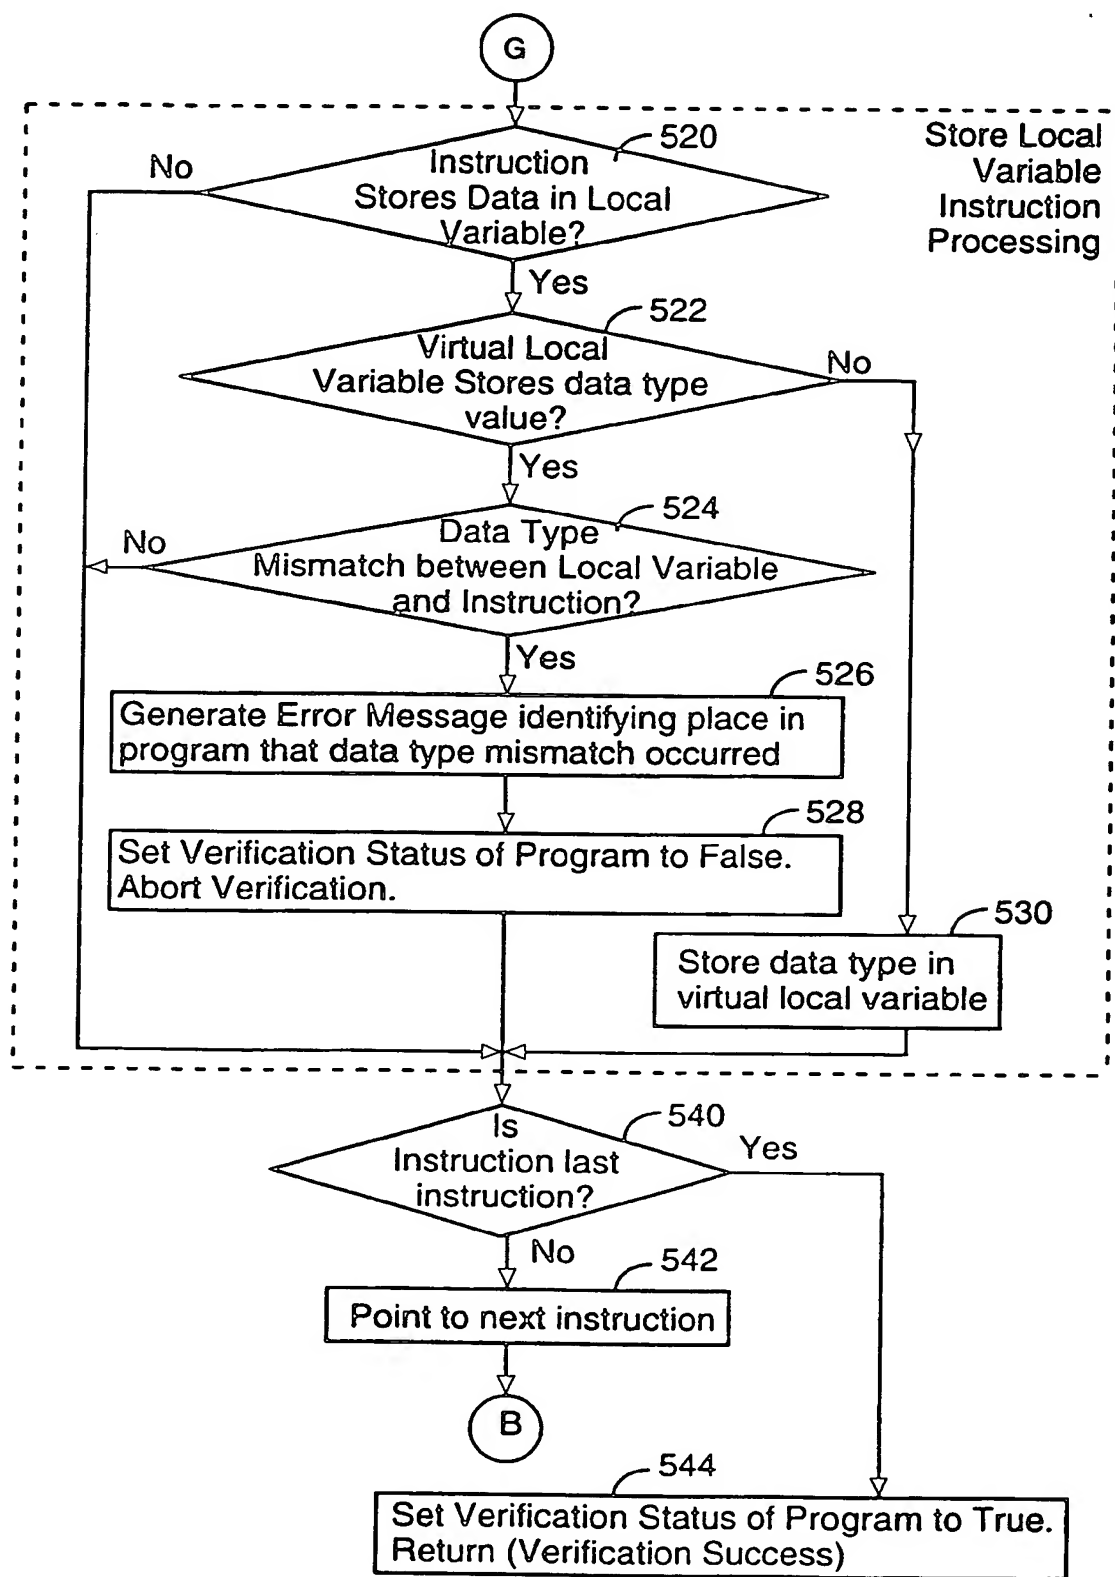 G
Store Local
Variable
Instruction
Processing
520
No
Instruction
Stores Data in Local
Variable?
Yes
522
Virtual Local
Variable Stores data type
value?
No
Yes
524
No
Data Type
Mismatch between Local Variable
and Instruction?
Yes
526
Generate Error Message identifying place in
program that data type mismatch occurred
528
Set Verification Status of Program to False.
Abort Verification.
530
Store data type in
virtual local variable
540
Is
Instruction last
instruction?
Yes
No
542
Point to next instruction
B
544
Set Verification Status of Program to True.
Return (Verification Success)